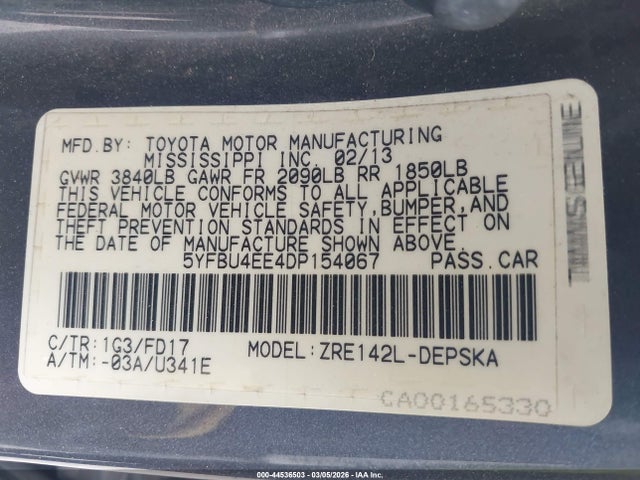 MFD.BY: TOYOTA MOTOR MANUFACTURING
MISSISSIPPI INC. 02/13
GVWR 3840LB GAWR FR 2090LB RR 1850LB
THIS VEHICLE CONFORMS TO ALL APPLICABLE
FEDERAL MOTOR VEHICLE SAFETY,BUMPER,AND
THEFT PREVENTION STANDARDS IN EFFECT ON
THE DATE OF MANUFACTURE SHOWN ABOVE.
5YFBU4EE4DP154067 PASS.CAR
C/TR:1G3/FD17 MODEL:ZRE142L-DEPSKA
A/TM:-03A/U341E
CA00165330
000-44536503 - 03/05/2026 - IAA Inc.